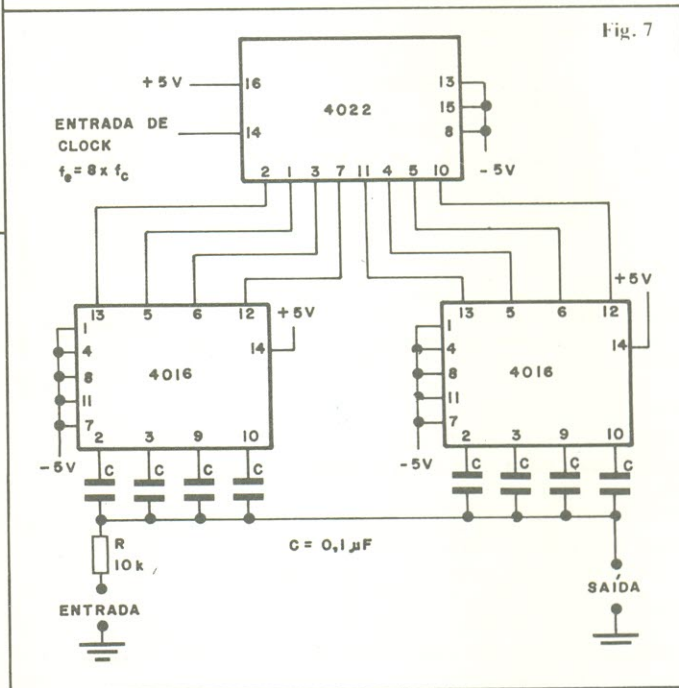 Fig. 7
+5V
16
4022
13
15
8
-5V
14
ENTRADA DE
CLOCK
fe = 8 x fc
2 1 3 7 11 4 5 10
13 5 6 12
+5V
14
1
4
8
11
7
4016
-5V
2 3 9 10
C C C C
13 5 6 12
+5V
14
1
4
8
11
7
4016
-5V
2 3 9 10
C C C C
R
10k
C = 0,1µF
ENTRADA
SAÍDA